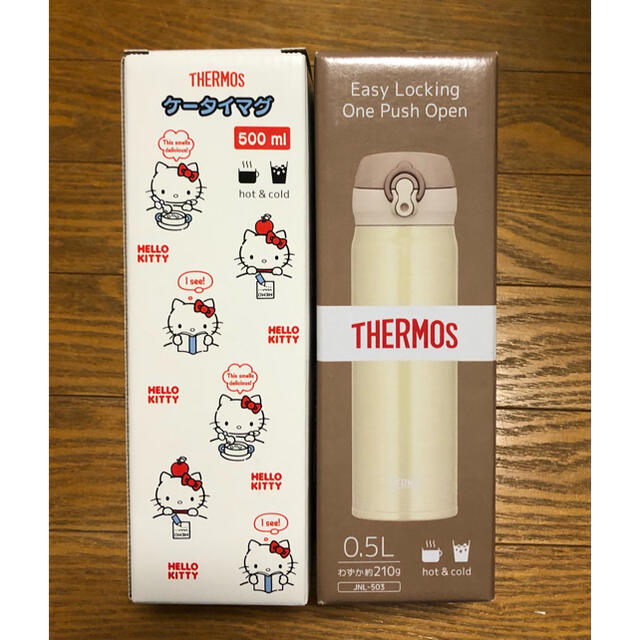 THERMOS
ケータイマグ
500 ml
hot & cold
This smells
delicious!
HELLO
KITTY
I see!
MEMO
HELLO
KITTY
HELLO
KITTY
This smells
delicious!
HELLO
KITTY
I see!
HELLO
KITTY
Easy Locking
One Push Open
THERMOS
THERMO
0.5L
わずか約210g
JNL-503
hot & cold